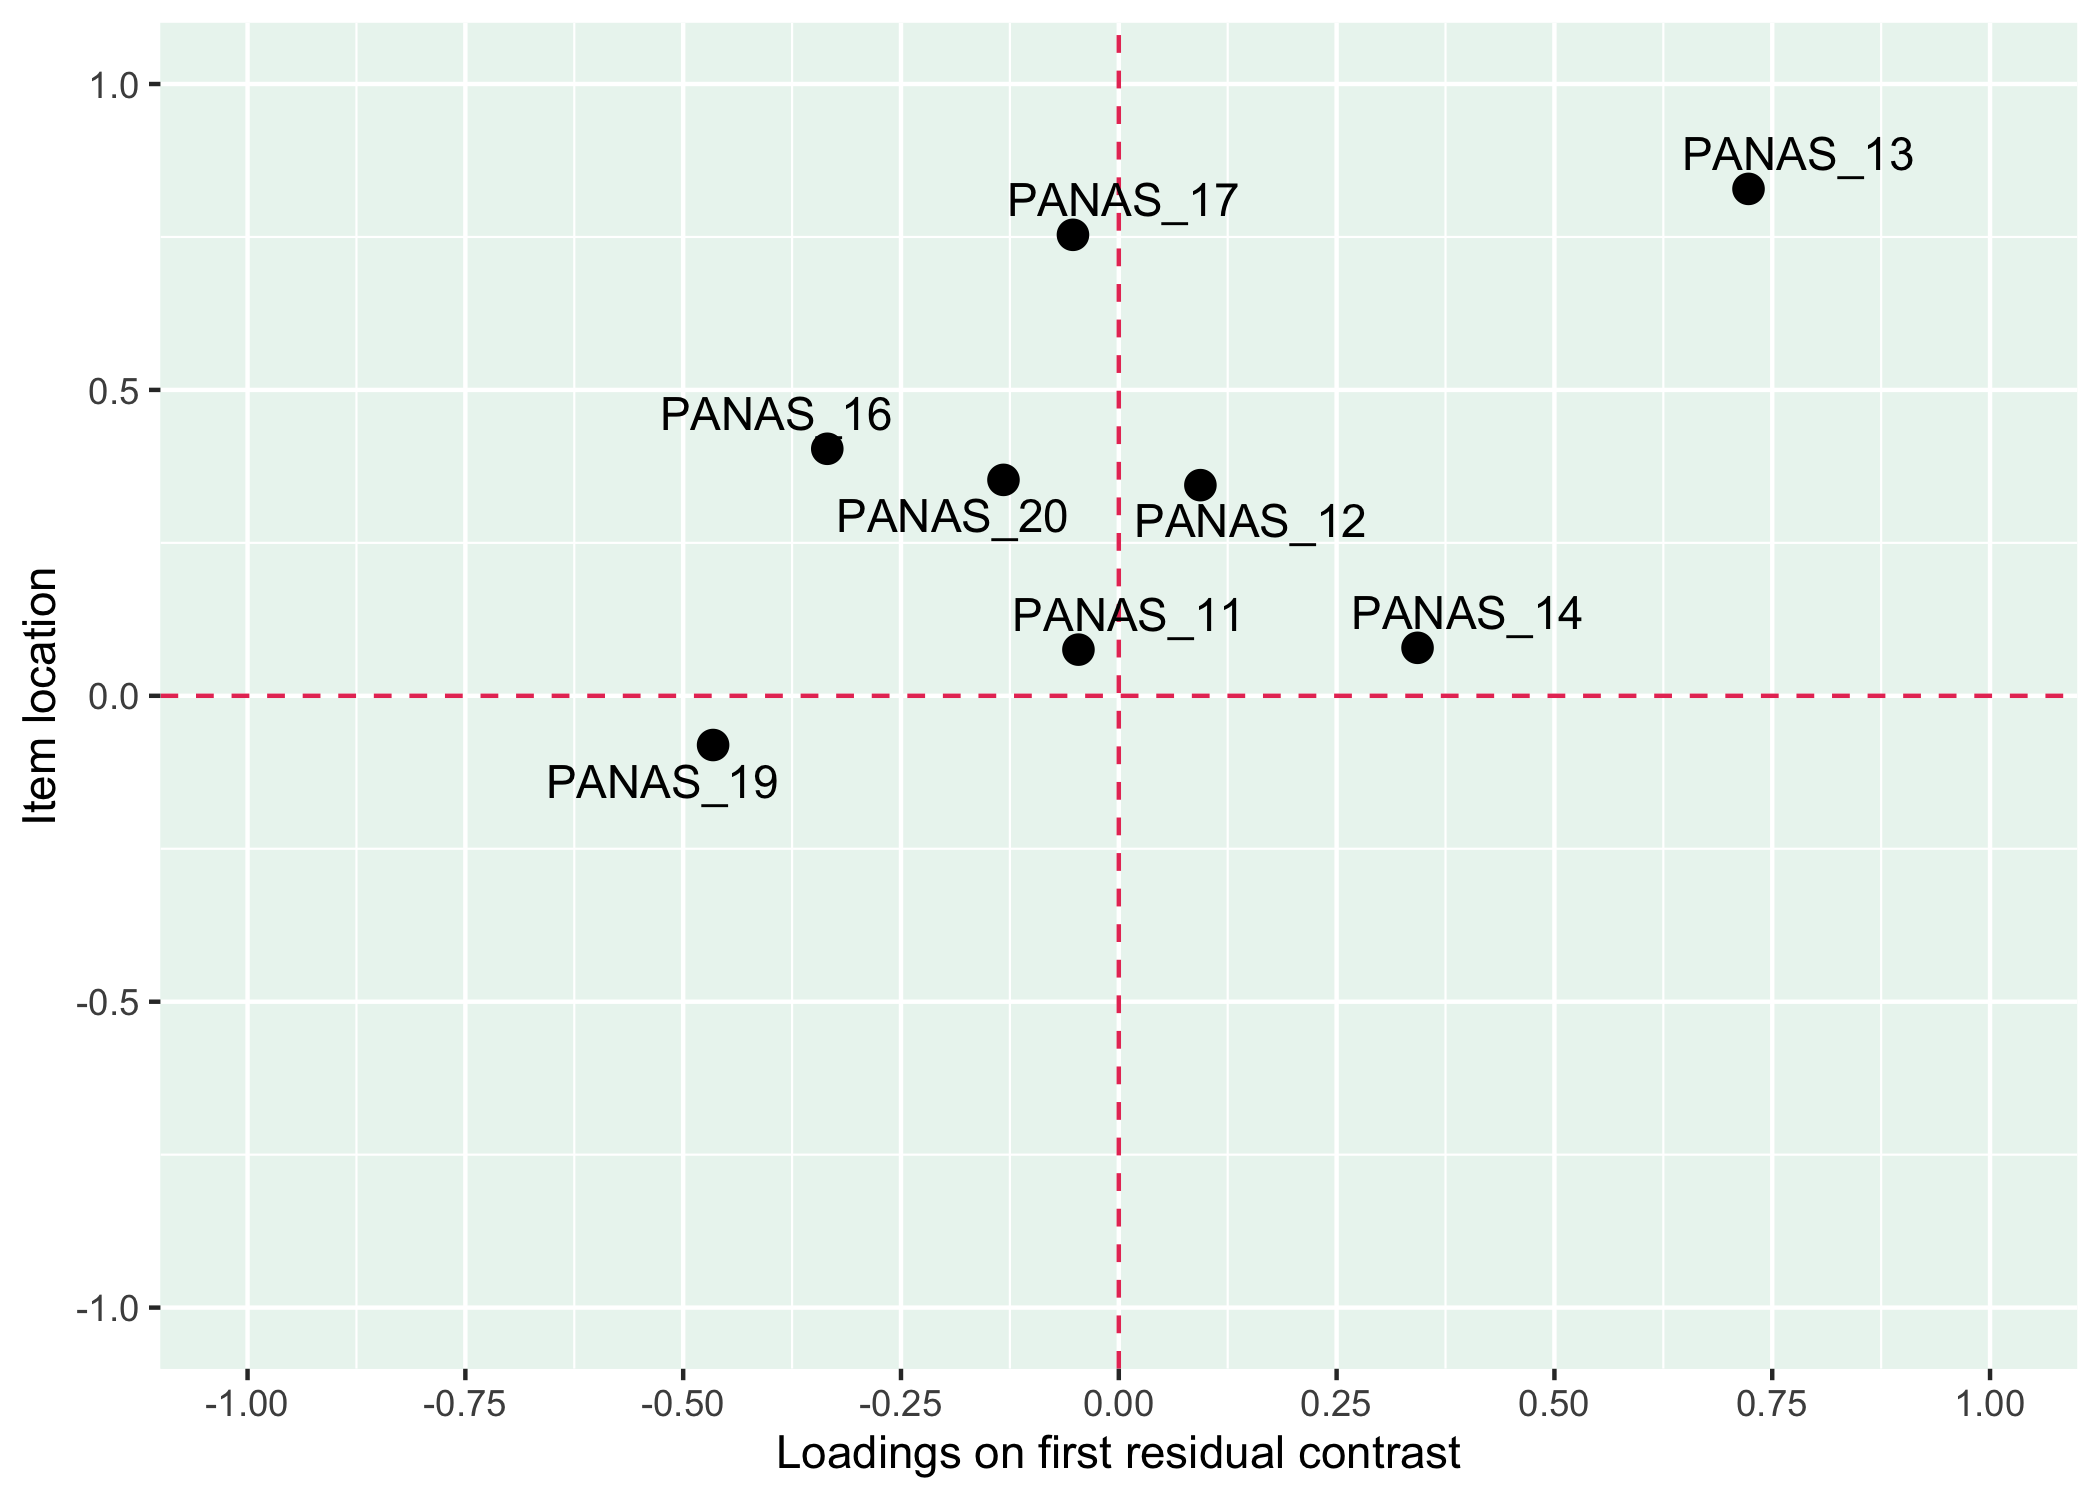 1.0
0.5
0.0
-0.5
-1.0
Item location
PANAS_13
PANAS_17
PANAS_16
PANAS_20
PANAS_12
PANAS_11
PANAS_14
PANAS_19
-1.00 -0.75 -0.50 -0.25 0.00 0.25 0.50 0.75 1.00
Loadings on first residual contrast